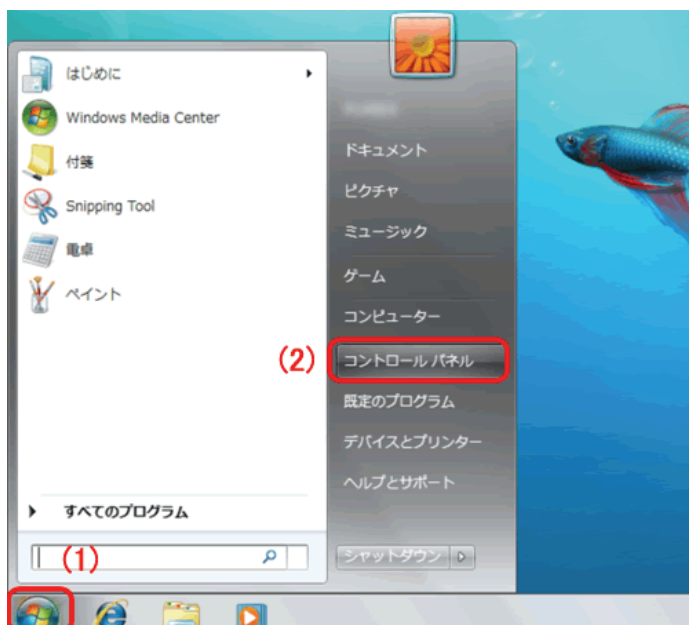 はじめに
Windows Media Center
付箋
Snipping Tool
電卓
ペイント
すべてのプログラム
(1)
ドキュメント
ピクチャ
ミュージック
ゲーム
コンピューター
(2) コントロール パネル
既定のプログラム
デバイスとプリンター
ヘルプとサポート
シャットダウン